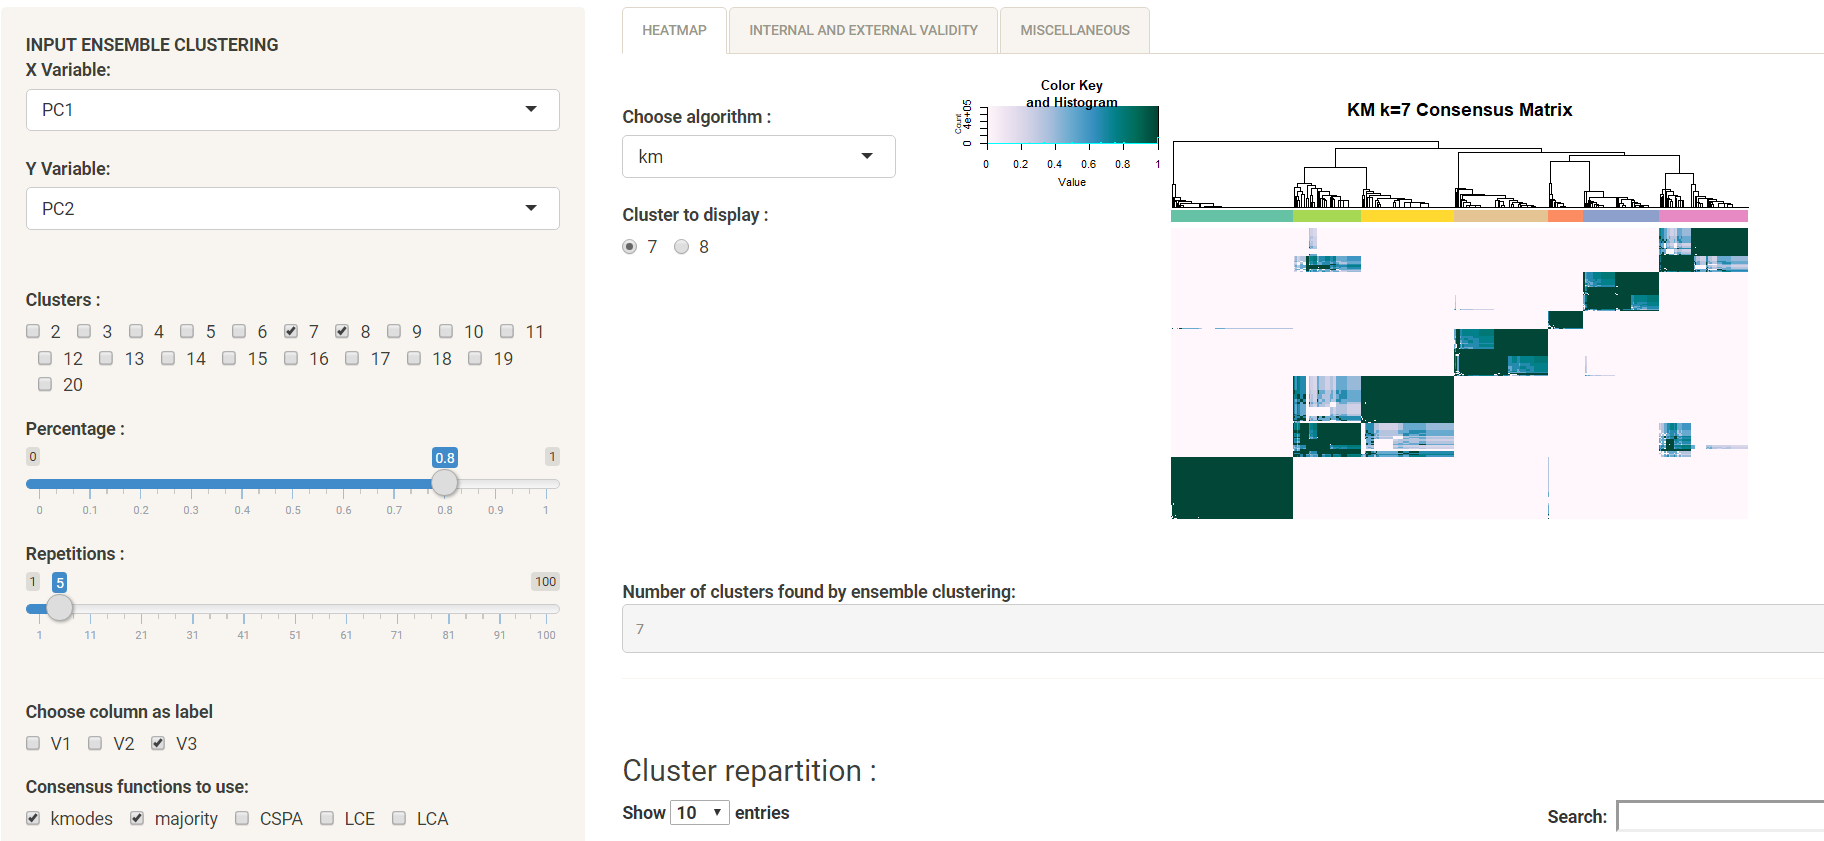 INPUT ENSEMBLE CLUSTERING
X Variable:
PC1
Y Variable:
PC2
Clusters :
2 3 4 5 6 7 8 9 10 11
12 13 14 15 16 17 18 19
20
Percentage :
0 0.8 1
0 0.1 0.2 0.3 0.4 0.5 0.6 0.7 0.8 0.9 1
Repetitions :
1 5 100
1 11 21 31 41 51 61 71 81 91 100
Choose column as label
V1 V2 V3
Consensus functions to use:
kmodes majority CSPA LCE LCA
HEATMAP INTERNAL AND EXTERNAL VALIDITY MISCELLANEOUS
Choose algorithm :
km
Cluster to display :
7 8
Color Key
and Histogram
Count
0 4e+05
0 0.2 0.4 0.6 0.8 1
Value
KM k=7 Consensus Matrix
Number of clusters found by ensemble clustering:
7
Cluster repartition :
Show 10 entries
Search: